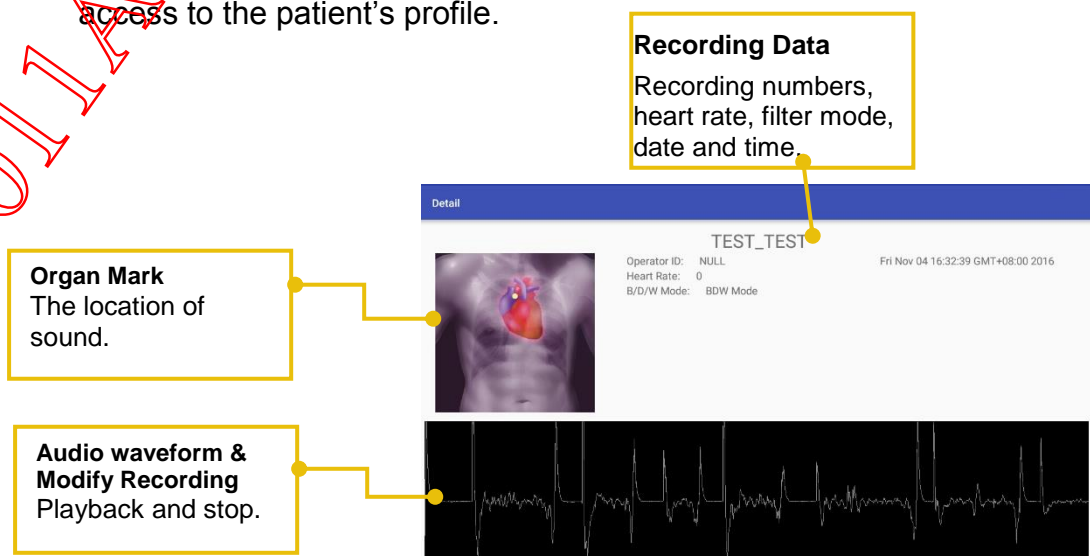 access to the patient's profile.
Recording Data
Recording numbers,
heart rate, filter mode,
date and time.
Detail
TEST_TEST
Operator ID: NULL
Fri Nov 04 16:32:39 GMT+08:00 2016
Heart Rate: 0
B/D/W Mode: BDW Mode
Organ Mark
The location of
sound.
Audio waveform &
Modify Recording
Playback and stop.